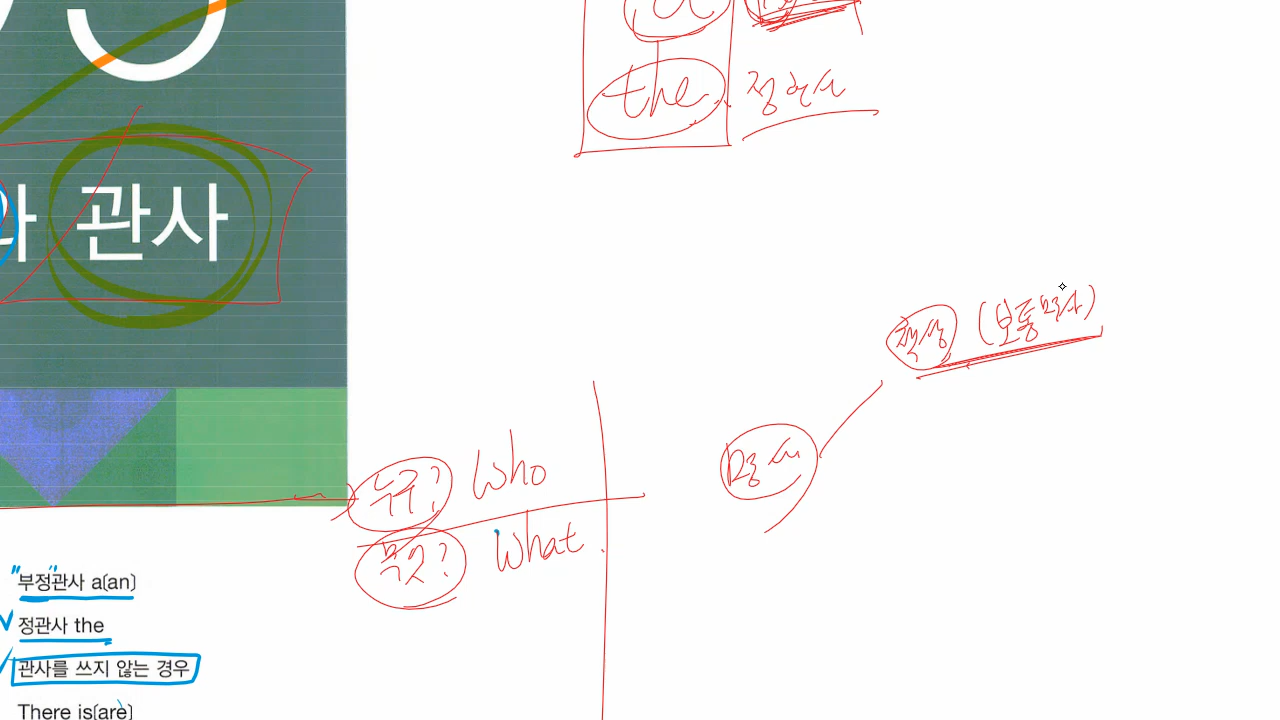 the 정관사
관사
책상 (보통명사)
명사
누구? Who
무엇? What
부정관사 a(an)
정관사 the
관사를 쓰지 않는 경우
There is(are)